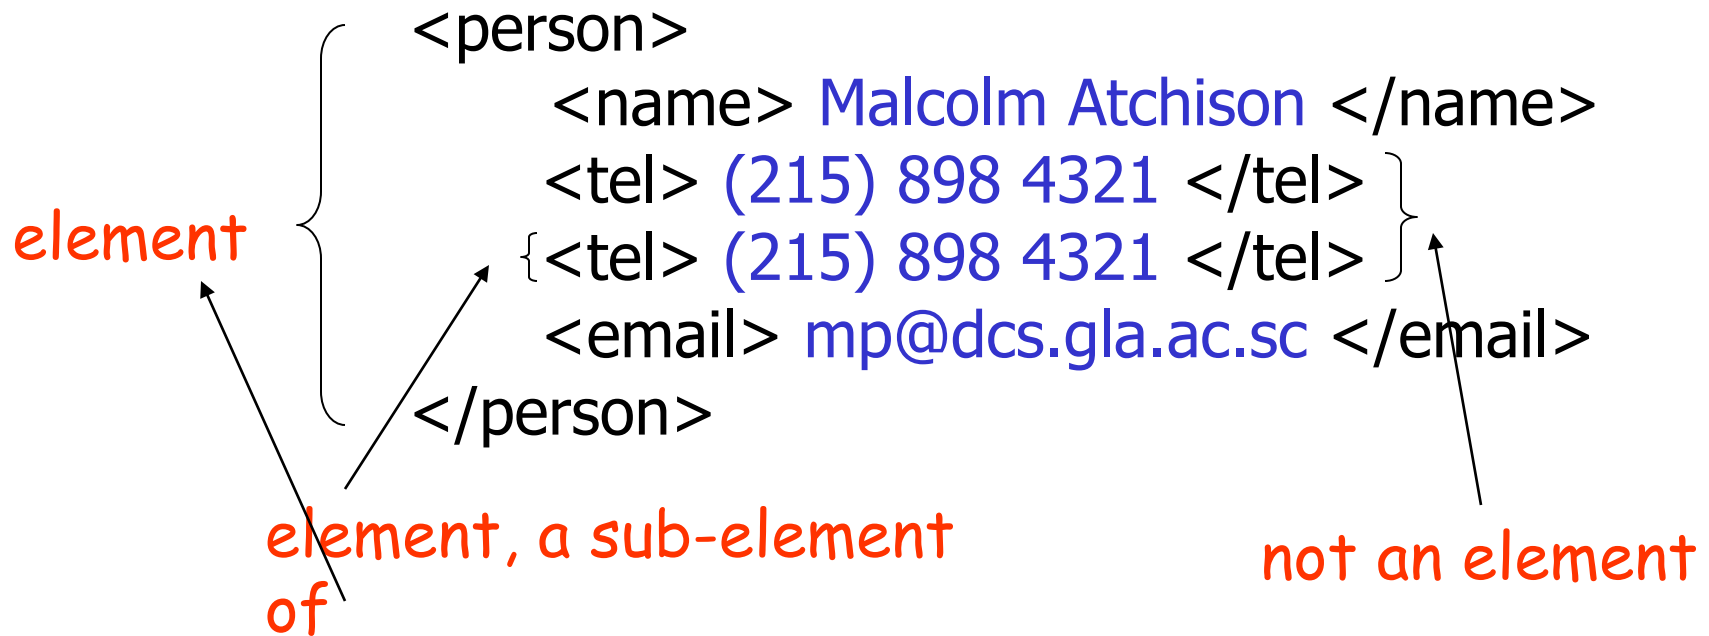 <person>
<name> Malcolm Atchison </name>
<tel> (215) 898 4321 </tel>
element
<tel> (215) 898 4321 </tel>
<email> mp@dcs.gla.ac.sc </email>
</person>
element, a sub-element
of
not an element